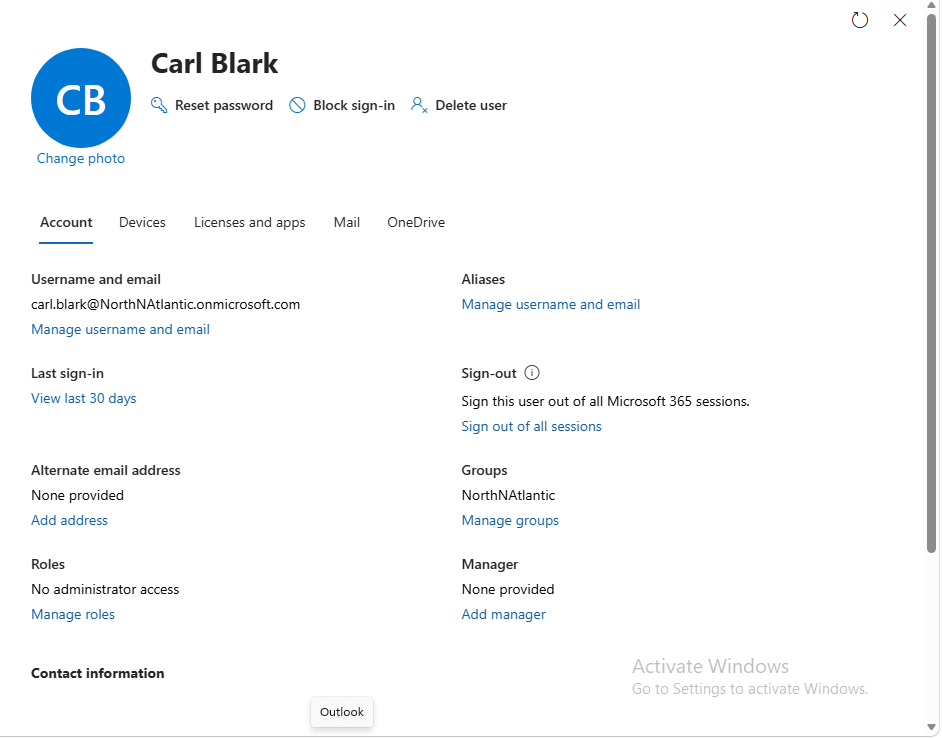 Carl Blark
CB
Reset password Block sign-in Delete user
Change photo
Account Devices Licenses and apps Mail OneDrive
Username and email
carl.blark@NorthNAtlantic.onmicrosoft.com
Manage username and email
Aliases
Manage username and email
Last sign-in
View last 30 days
Sign-out
Sign this user out of all Microsoft 365 sessions.
Sign out of all sessions
Alternate email address
None provided
Add address
Groups
NorthNAtlantic
Manage groups
Roles
No administrator access
Manage roles
Manager
None provided
Add manager
Contact information
Activate Windows
Go to Settings to activate Windows.
Outlook